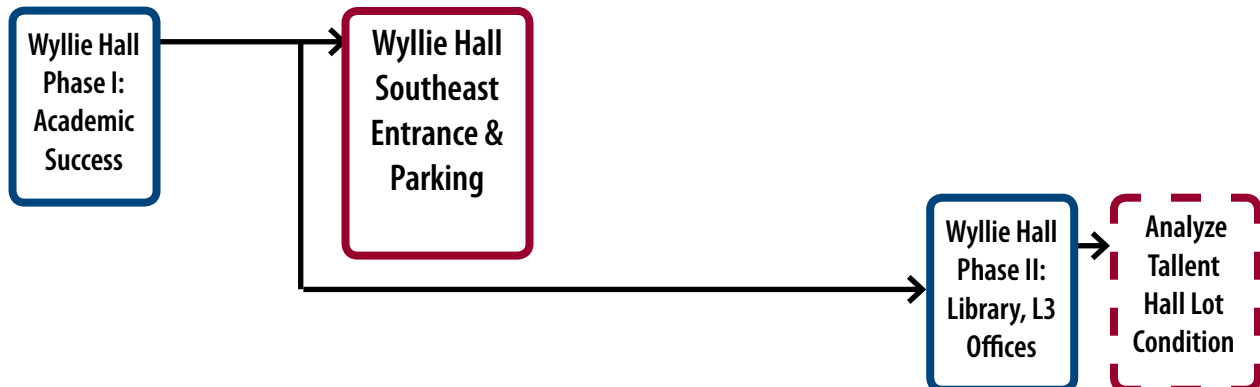 Wyllie Hall
Phase I:
Academic
Success
Wyllie Hall
Southeast
Entrance &
Parking
Wyllie Hall
Phase II:
Library, L3
Offices
Analyze
Tallent
Hall Lot
Condition